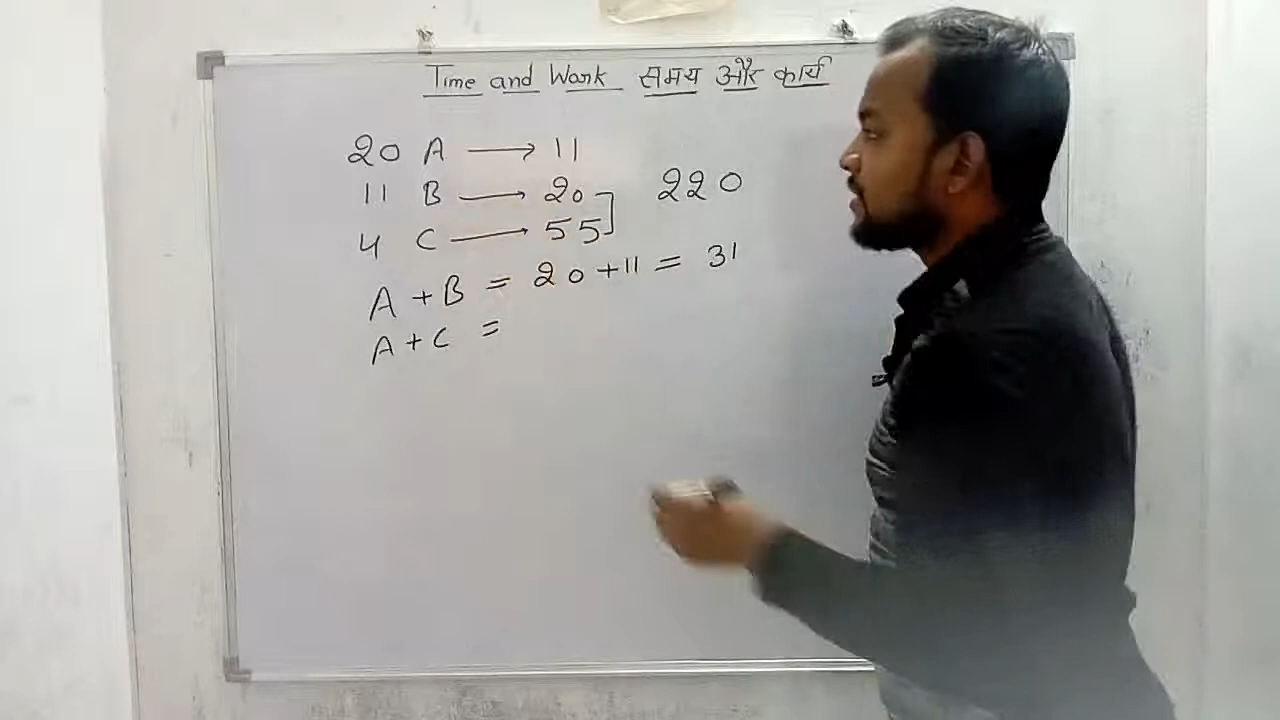 Time and Work समय और कार्य
20 A → 11
11 B → 20 220
4 C → 55
A + B = 20 + 11 = 31
A + C =